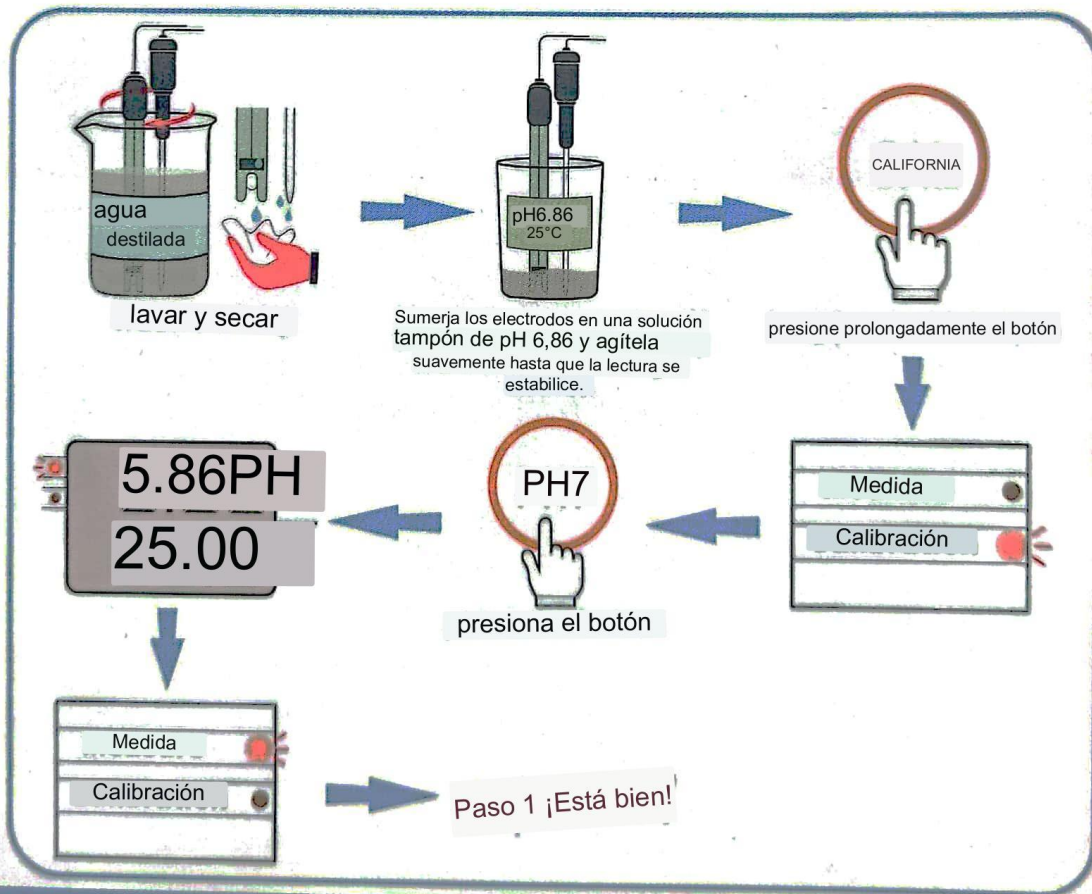 agua
destilada
lavar y secar
pH6.86
25°C
Sumerja los electrodos en una solución
tampón de pH 6,86 y agítela
suavemente hasta que la lectura se
estabilice.
CALIFORNIA
presione prolongadamente el botón
Medida
Calibración
PH7
presiona el botón
5.86PH
25.00
Medida
Calibración
Paso 1 ¡Está bien!